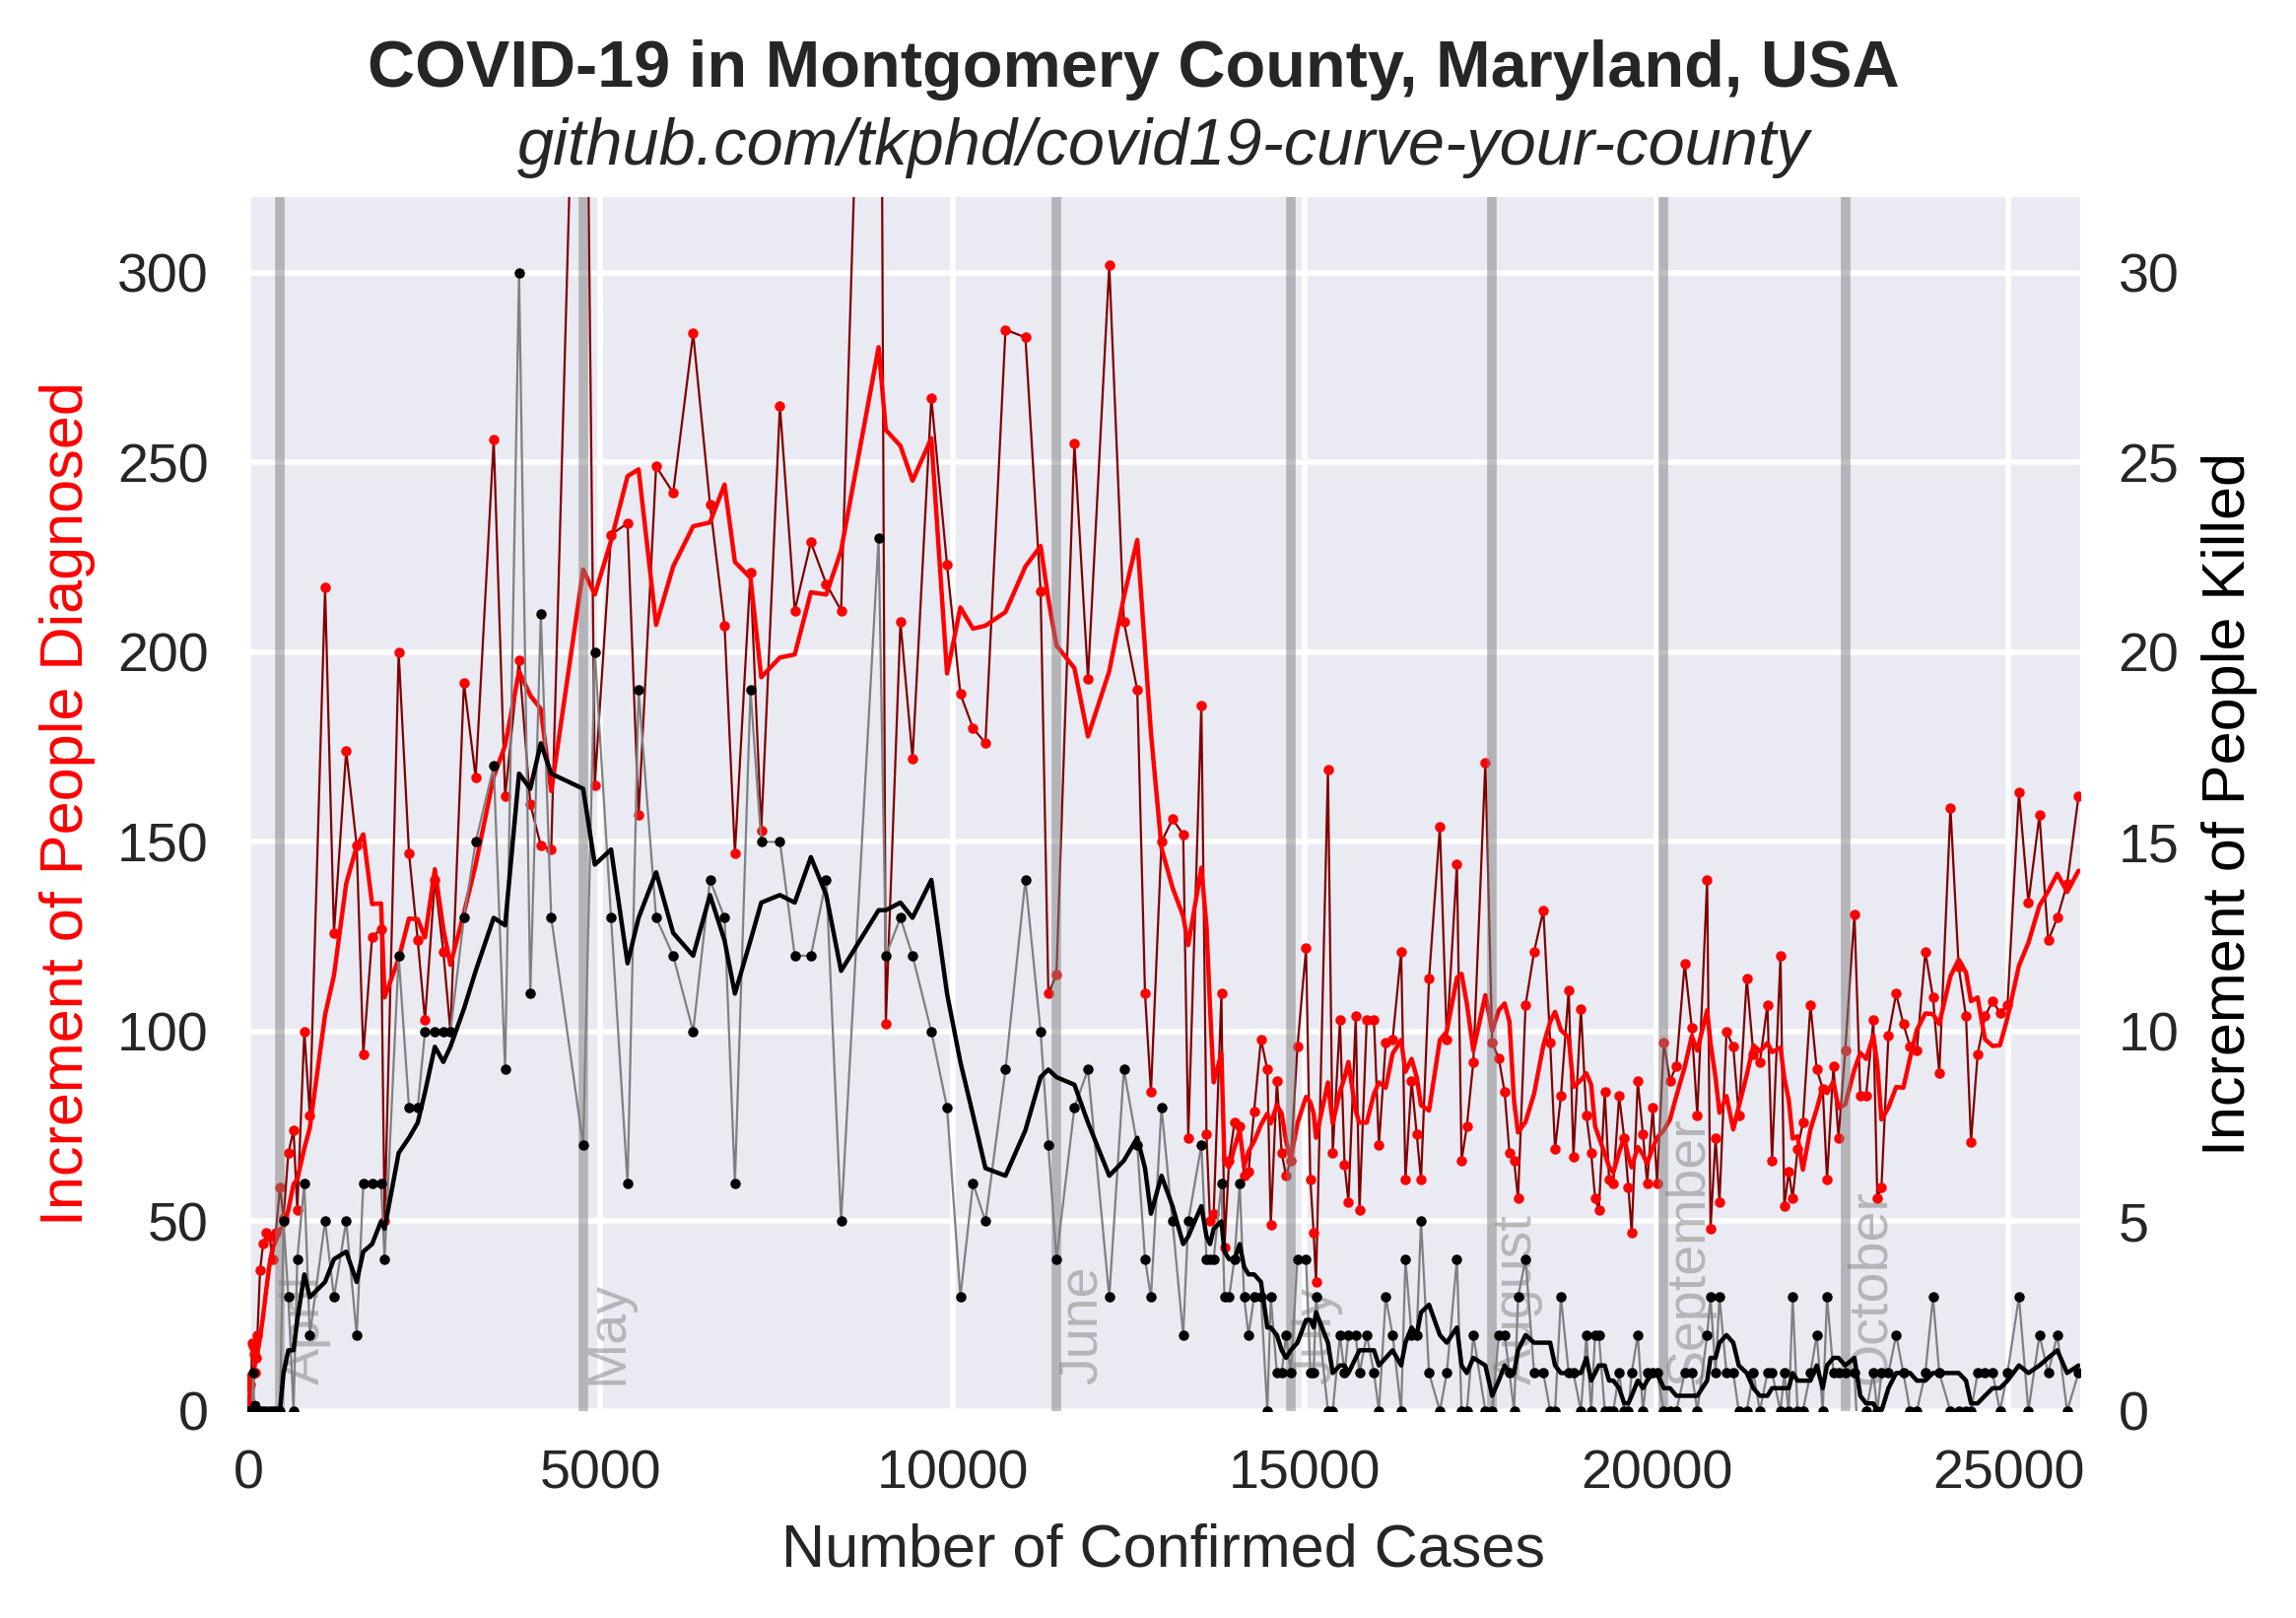 COVID-19 in Montgomery County, Maryland, USA
github.com/tkphd/covid19-curve-your-county
Increment of People Diagnosed
300
250
200
150
100
50
0
30
25
20
15
10
5
0
Increment of People Killed
April
May
June
July
August
September
October
0
5000
10000
15000
20000
25000
Number of Confirmed Cases